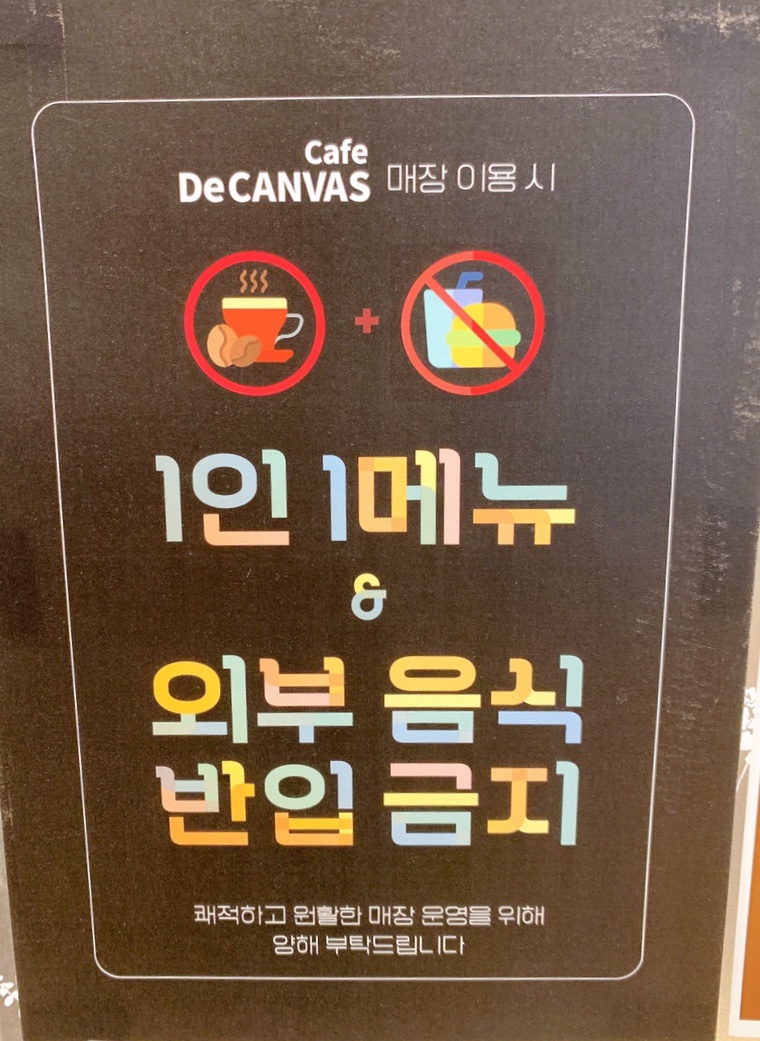 Cafe
DeCANVAS 매장 이용 시
+
1인 1메뉴
&
외부 음식
반입 금지
쾌적하고 원활한 매장 운영을 위해
양해 부탁드립니다